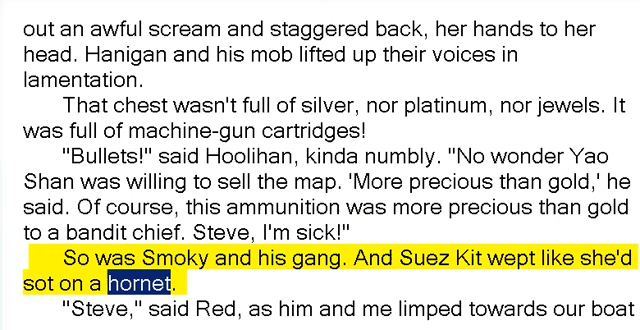 out an awful scream and staggered back, her hands to her
head. Hanigan and his mob lifted up their voices in
lamentation.
That chest wasn't full of silver, nor platinum, nor jewels. It
was full of machine-gun cartridges!
"Bullets!" said Hoolihan, kinda numbly. "No wonder Yao
Shan was willing to sell the map. 'More precious than gold,' he
said. Of course, this ammunition was more precious than gold
to a bandit chief. Steve, I'm sick!"
So was Smoky and his gang. And Suez Kit wept like she'd
sot on a hornet.
"Steve," said Red, as him and me limped towards our boat